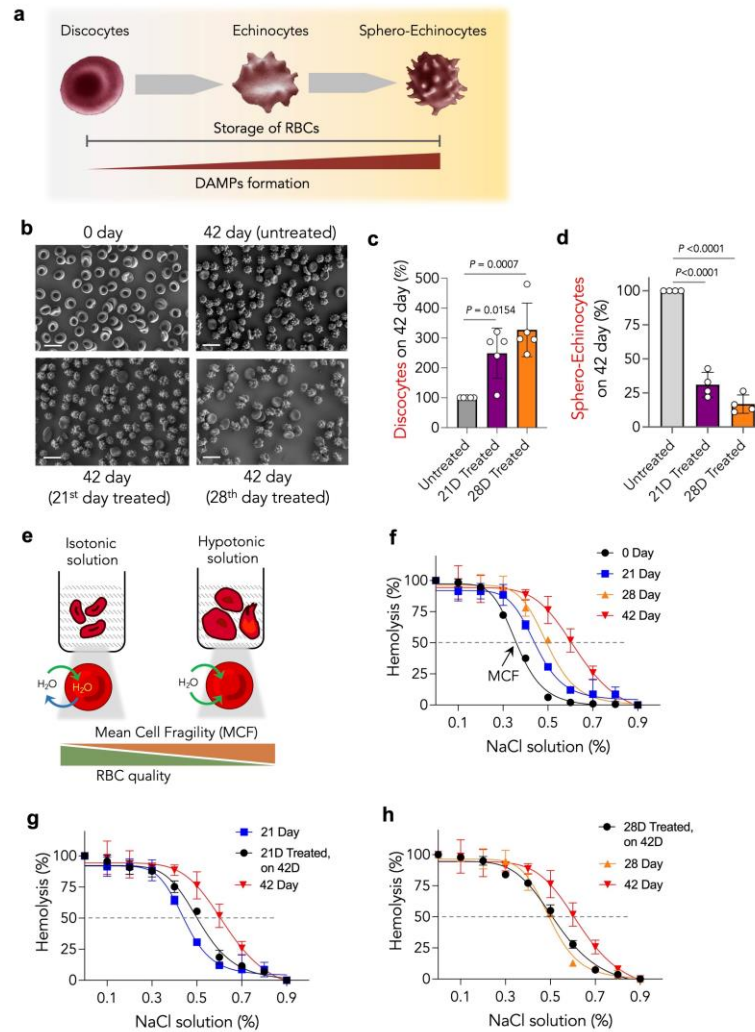 a
Discocytes
Echinocytes
Sphero-Echinocytes
Storage of RBCs
DAMPs formation
b
0 day
42 day (untreated)
42 day
(21st day treated)
42 day
(28th day treated)
c
P = 0.0007
P = 0.0154
Discocytes on 42 day (%)
500
400
300
200
100
Untreated
21D Treated
28D Treated
d
P <0.0001
P <0.0001
Sphero-Echinocytes
on 42 day (%)
100
75
50
25
0
Untreated
21D Treated
28D Treated
e
Isotonic
solution
Hypotonic
solution
H2O
H2O
H2O
Mean Cell Fragility (MCF)
RBC quality
f
0 Day
21 Day
28 Day
42 Day
Hemolysis (%)
100
75
50
25
0
MCF
0.1 0.3 0.5 0.7 0.9
NaCl solution (%)
g
21 Day
21D Treated,
on 42D
42 Day
Hemolysis (%)
100
75
50
25
0
0.1 0.3 0.5 0.7 0.9
NaCl solution (%)
h
28D Treated,
on 42D
28 Day
42 Day
Hemolysis (%)
100
75
50
25
0
0.1 0.3 0.5 0.7 0.9
NaCl solution (%)